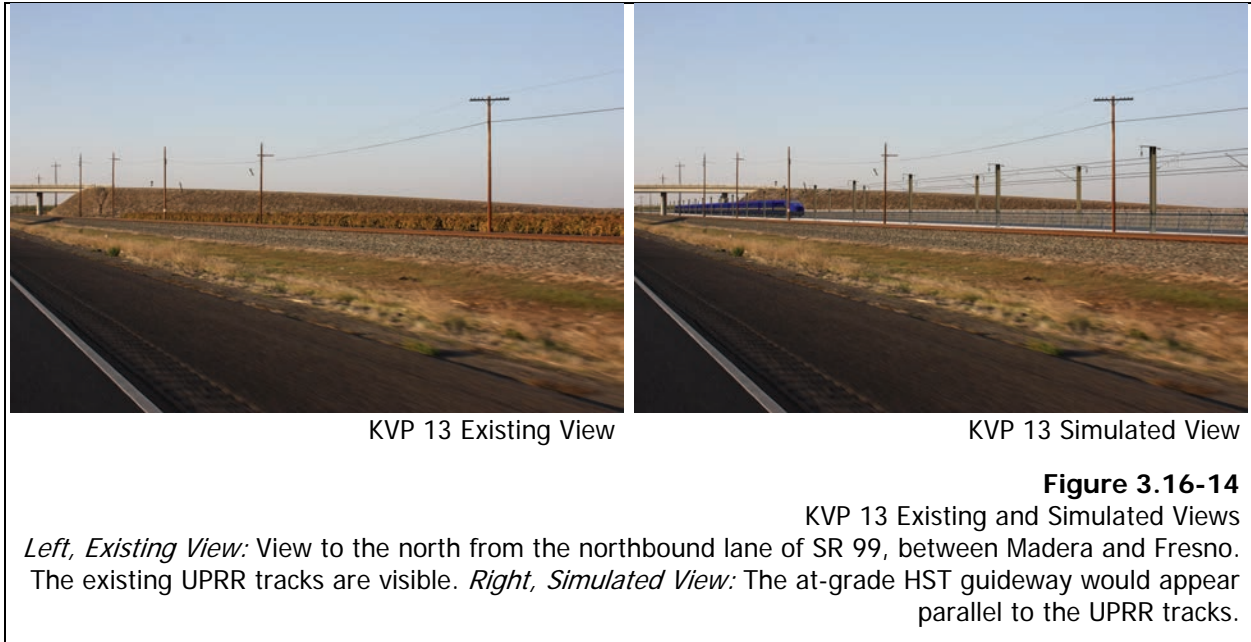 KVP 13 Existing View
KVP 13 Simulated View
Figure 3.16-14
KVP 13 Existing and Simulated Views
Left, Existing View: View to the north from the northbound lane of SR 99, between Madera and Fresno.
The existing UPRR tracks are visible. Right, Simulated View: The at-grade HST guideway would appear
parallel to the UPRR tracks.